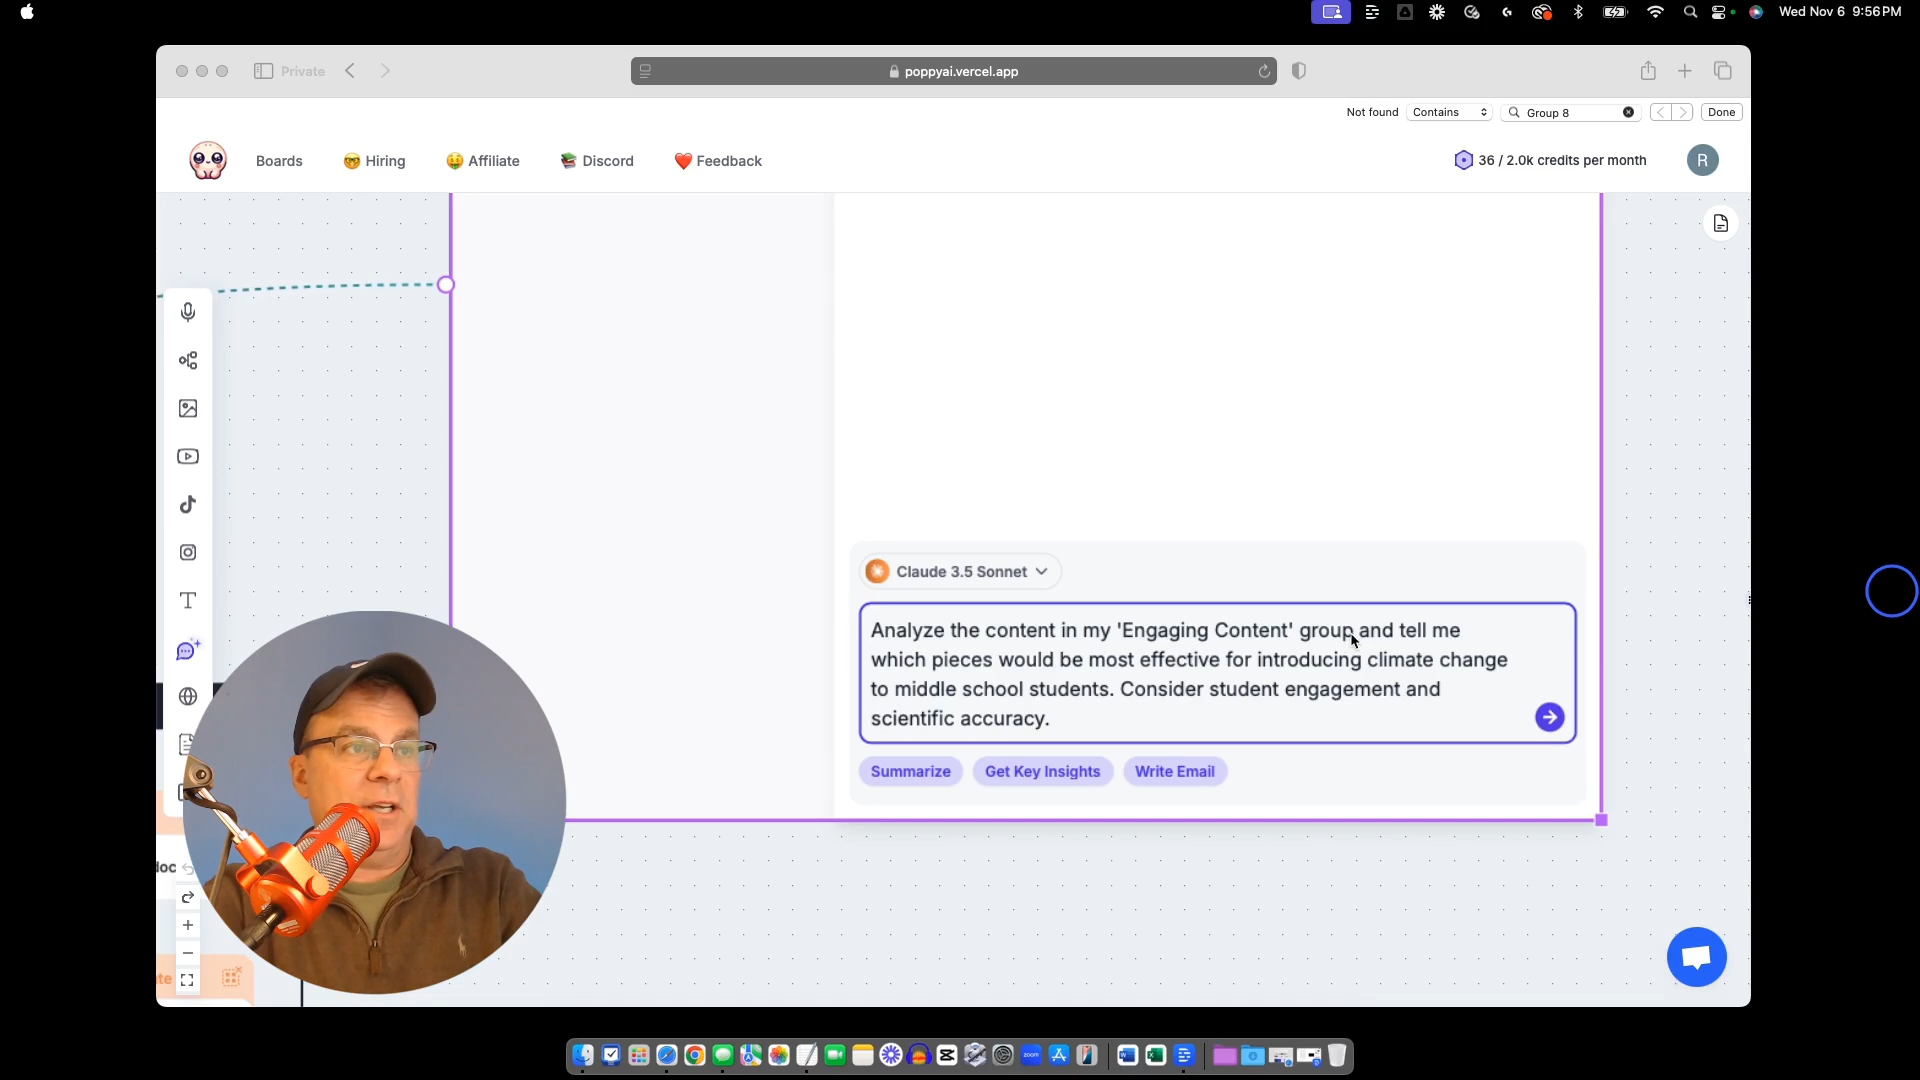 Wed Nov 6 9:56 PM
Private
poppyai.vercel.app
Not found
Contains
Group 8
Done
Boards
Hiring
Affiliate
Discord
Feedback
36 / 2.0k credits per month
R
Claude 3.5 Sonnet
Analyze the content in my 'Engaging Content' group and tell me
which pieces would be most effective for introducing climate change
to middle school students. Consider student engagement and
scientific accuracy.
Summarize
Get Key Insights
Write Email
zoom